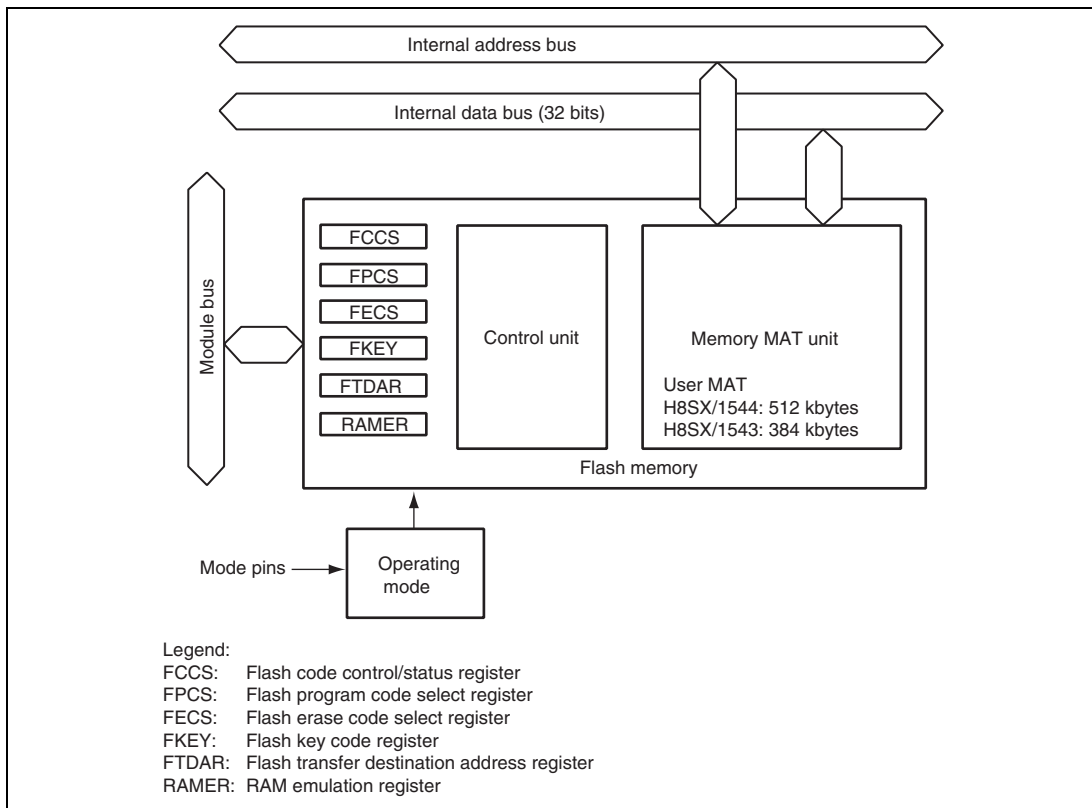 Internal address bus
Internal data bus (32 bits)
Module bus
FCCS
FPCS
FECS
FKEY
FTDAR
RAMER
Control unit
Memory MAT unit
User MAT
H8SX/1544: 512 kbytes
H8SX/1543: 384 kbytes
Flash memory
Mode pins
Operating
mode
Legend:
FCCS: Flash code control/status register
FPCS: Flash program code select register
FECS: Flash erase code select register
FKEY: Flash key code register
FTDAR: Flash transfer destination address register
RAMER: RAM emulation register